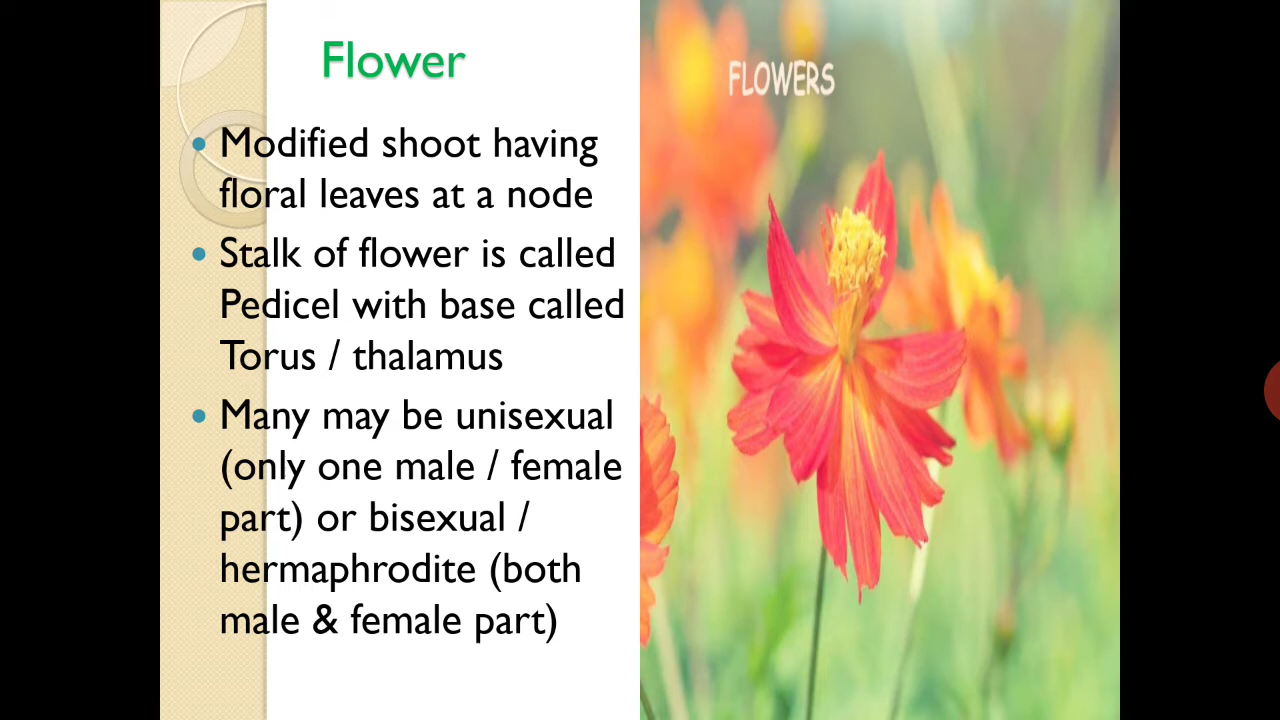 Flower
• Modified shoot having
floral leaves at a node
• Stalk of flower is called
Pedicel with base called
Torus / thalamus
• Many may be unisexual
(only one male / female
part) or bisexual /
hermaphrodite (both
male & female part)
FLOWERS